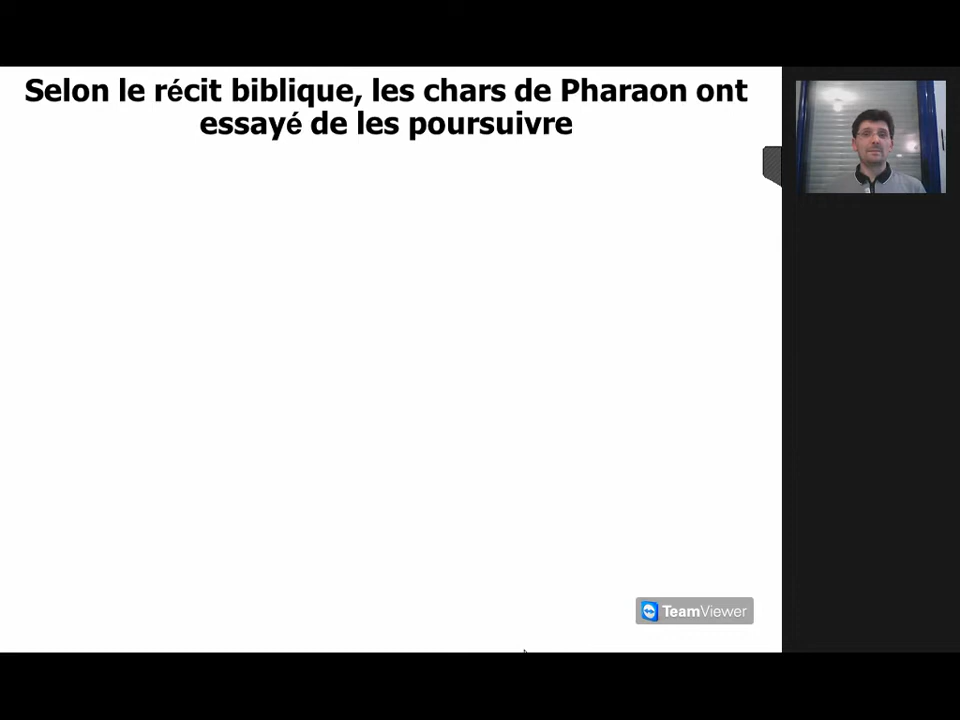 Selon le récit biblique, les chars de Pharaon ont
essayé de les poursuivre
TeamViewer